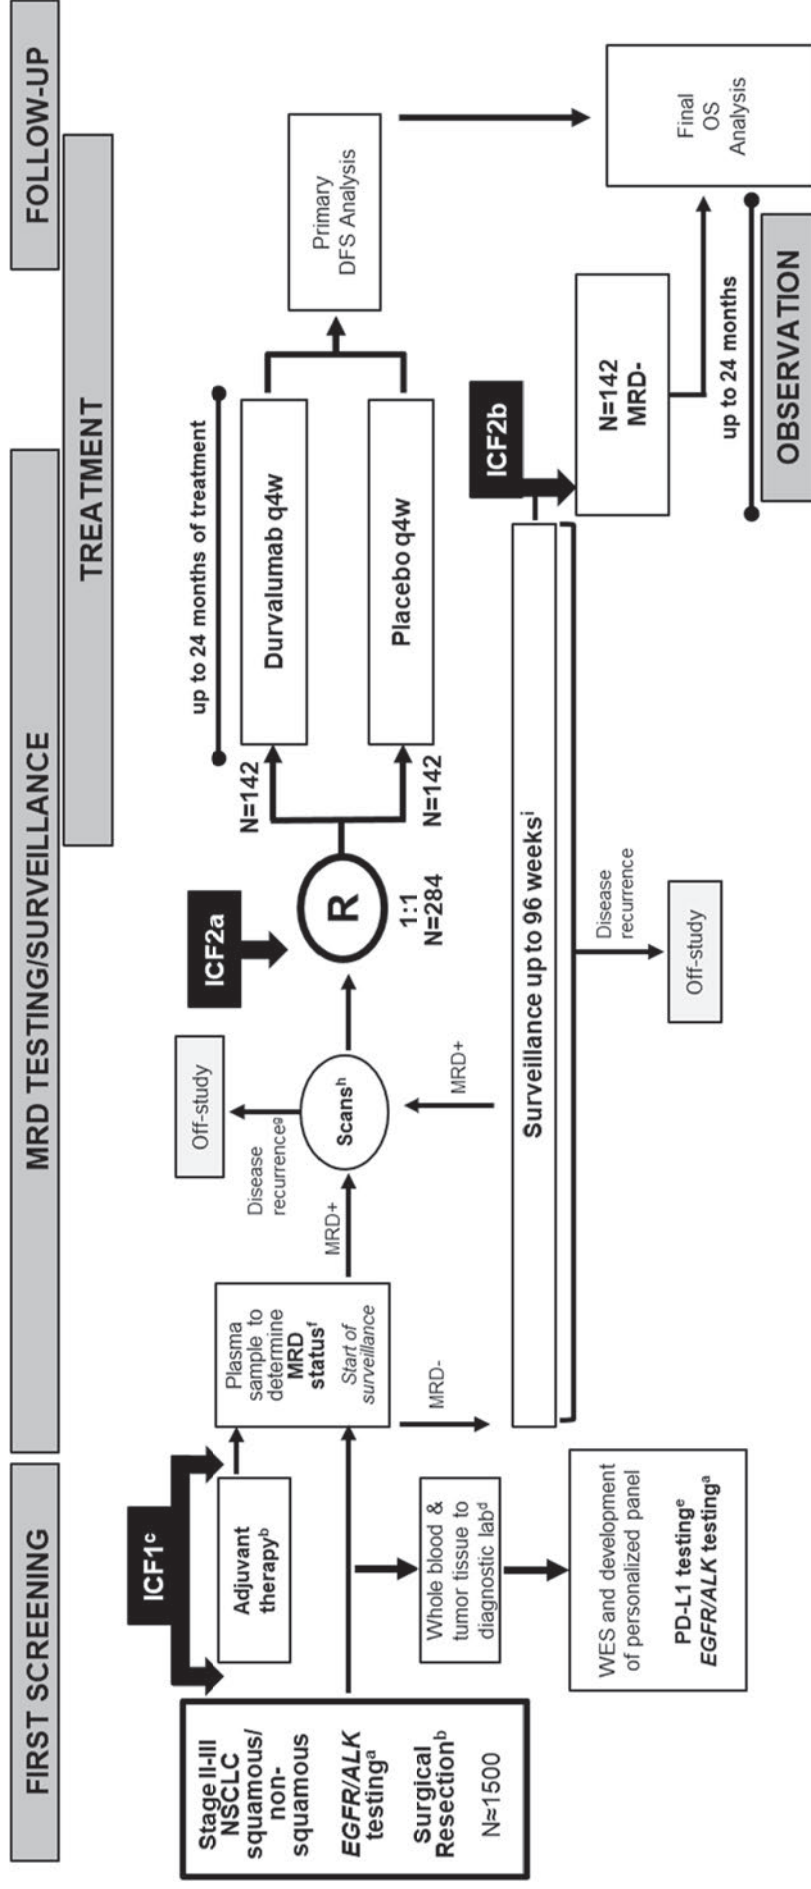 FIRST SCREENING
MRD TESTING/SURVEILLANCE
FOLLOW-UP
TREATMENT
ICF1c
Stage II-III
NSCLC
squamous/
non-
squamous
EGFR/ALK
testinga
Surgical
Resectionb
N≈1500
Adjuvant
therapyb
Whole blood &
tumor tissue to
diagnostic labd
WES and development
of personalized panel
PD-L1 testinge
EGFR/ALK testinga
Plasma
sample to
determine
MRD
statusf
Start of
surveillance
MRD+
MRD-
Off-study
Disease
recurrenceg
Scansh
MRD+
ICF2a
R
1:1
N=284
N=142
N=142
up to 24 months of treatment
Durvalumab q4w
Placebo q4w
Primary
DFS Analysis
Surveillance up to 96 weeksi
Disease
recurrence
Off-study
ICF2b
N=142
MRD-
up to 24 months
OBSERVATION
Final
OS
Analysis